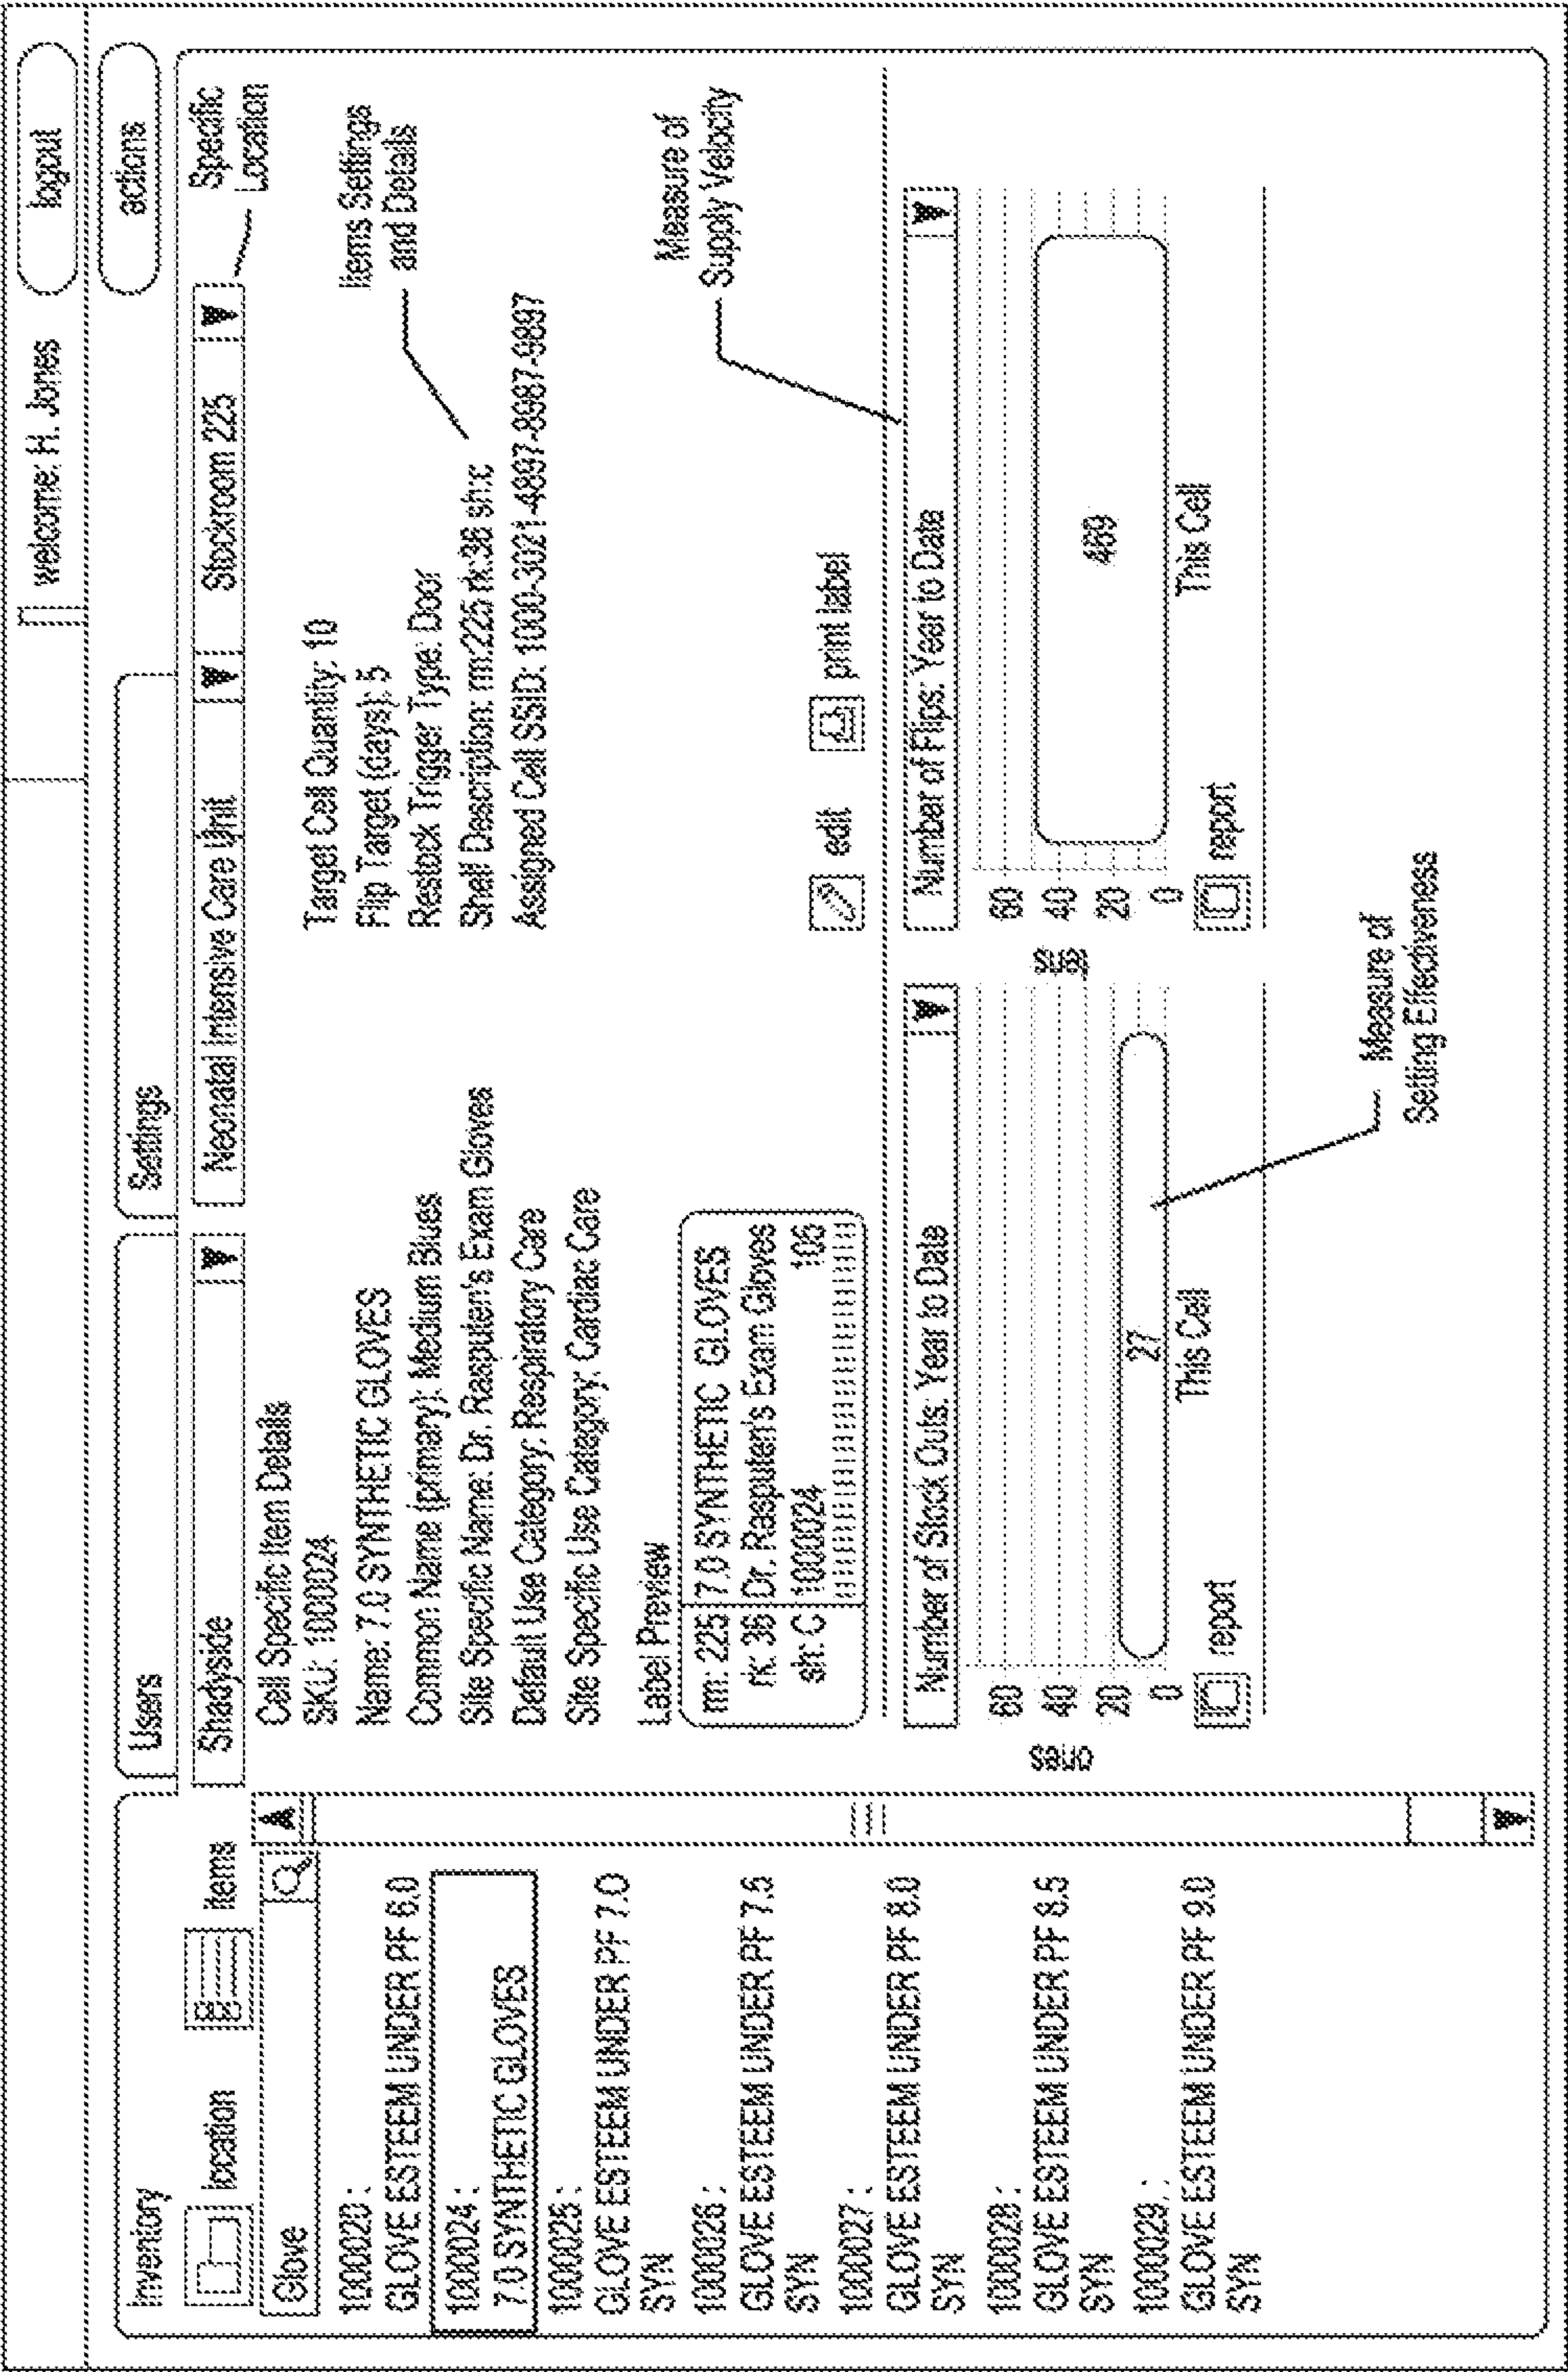 welcome: H. Jones
logout
Inventory
Users
Settings
actions
location
items
Shadyside
Neonatal Intensive Care Unit
Stockroom 225
Specific
Location
Glove
1000020 :
GLOVE ESTEEM UNDER PF 6.0
1000024 :
7.0 SYNTHETIC GLOVES
1000025 :
GLOVE ESTEEM UNDER PF 7.0
SYN
1000026 :
GLOVE ESTEEM UNDER PF 7.5
SYN
1000027 :
GLOVE ESTEEM UNDER PF 8.0
SYN
1000028 :
GLOVE ESTEEM UNDER PF 8.5
SYN
1000029 :
GLOVE ESTEEM UNDER PF 9.0
SYN
Cell Specific Item Details
SKU: 1000024
Name: 7.0 SYNTHETIC GLOVES
Common Name (primary): Medium Blues
Site Specific Name: Dr. Rasputen's Exam Gloves
Default Use Category: Respiratory Care
Site Specific Use Category: Cardiac Care
Target Cell Quantity: 10
Flip Target (days): 5
Restock Trigger Type: Door
Shelf Description: rm:225 rk:36 sh:c
Assigned Cell SSID: 1000-3021-4897-8987-9897
Items Settings
and Details
Label Preview
rm: 225 7.0 SYNTHETIC GLOVES
rk: 36 Dr. Rasputen's Exam Gloves
sh: C 1000024 105
edit
print label
Measure of
Supply Velocity
Number of Stock Outs: Year to Date
60
40
20
0
ones
27
This Cell
report
Number of Flips: Year to Date
60
40
20
0
469
This Cell
report
Measure of
Setting Effectiveness